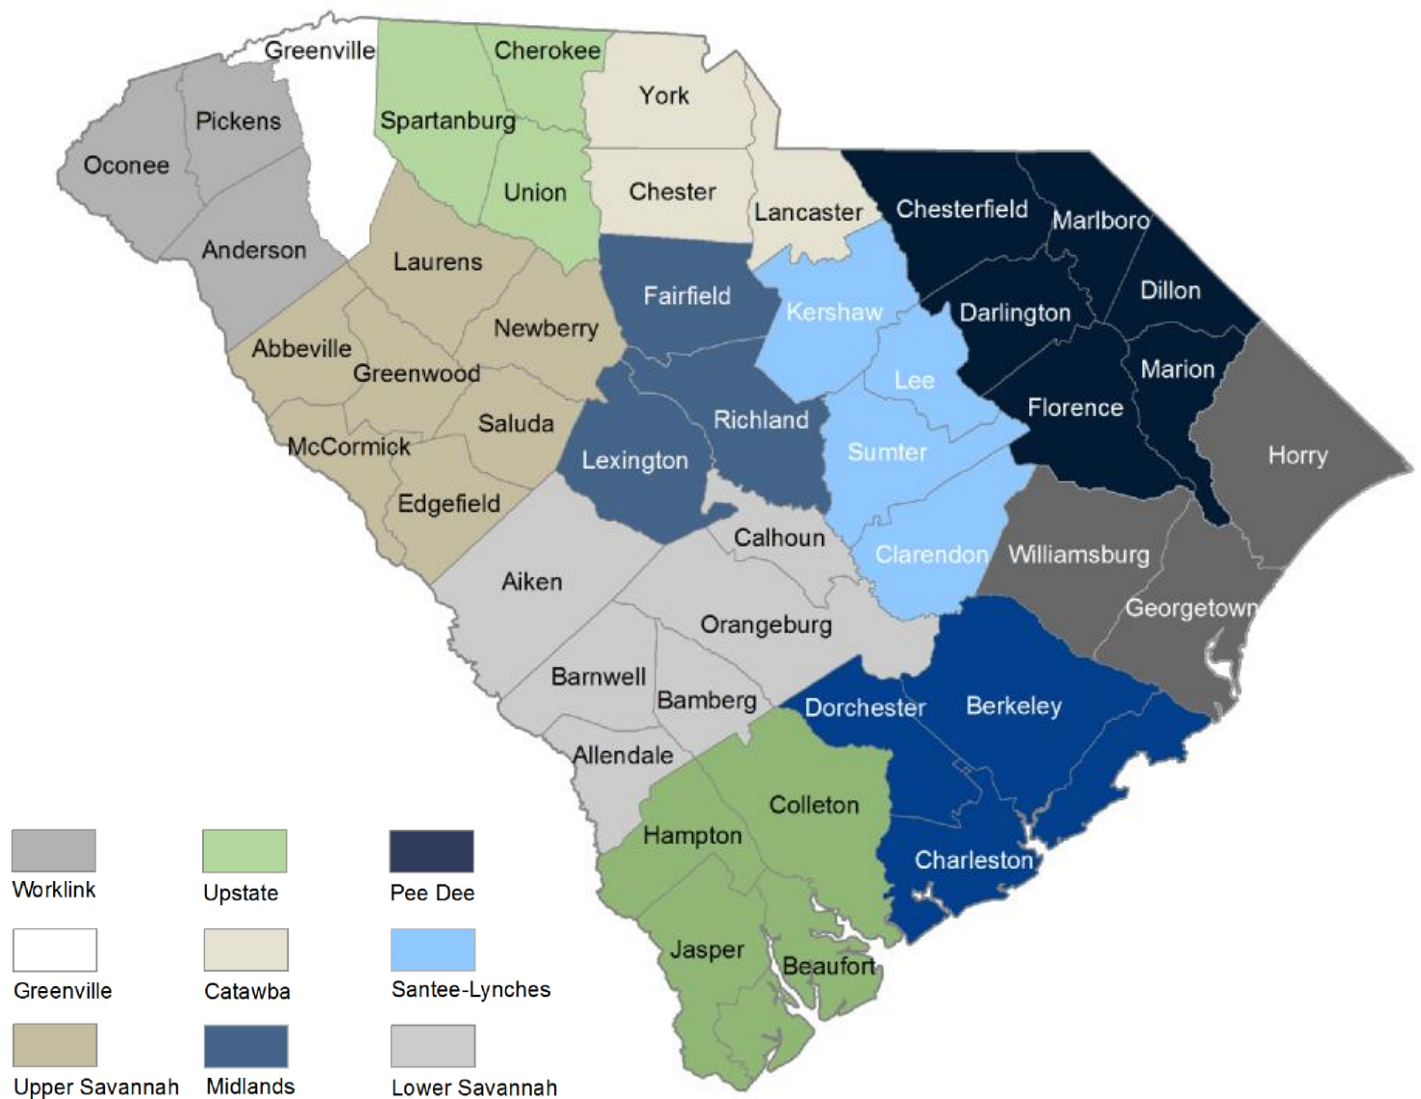 Greenville
Cherokee
York
Pickens
Spartanburg
Oconee
Union
Chester
Lancaster
Chesterfield
Marlboro
Anderson
Laurens
Fairfield
Kershaw
Darlington
Dillon
Newberry
Abbeville
Greenwood
Lee
Marion
Florence
Saluda
Richland
McCormick
Lexington
Sumter
Horry
Edgefield
Calhoun
Clarendon
Williamsburg
Aiken
Orangeburg
Georgetown
Barnwell
Bamberg
Dorchester
Berkeley
Allendale
Colleton
Hampton
Charleston
Jasper
Beaufort
Worklink
Upstate
Pee Dee
Greenville
Catawba
Santee-Lynches
Upper Savannah
Midlands
Lower Savannah